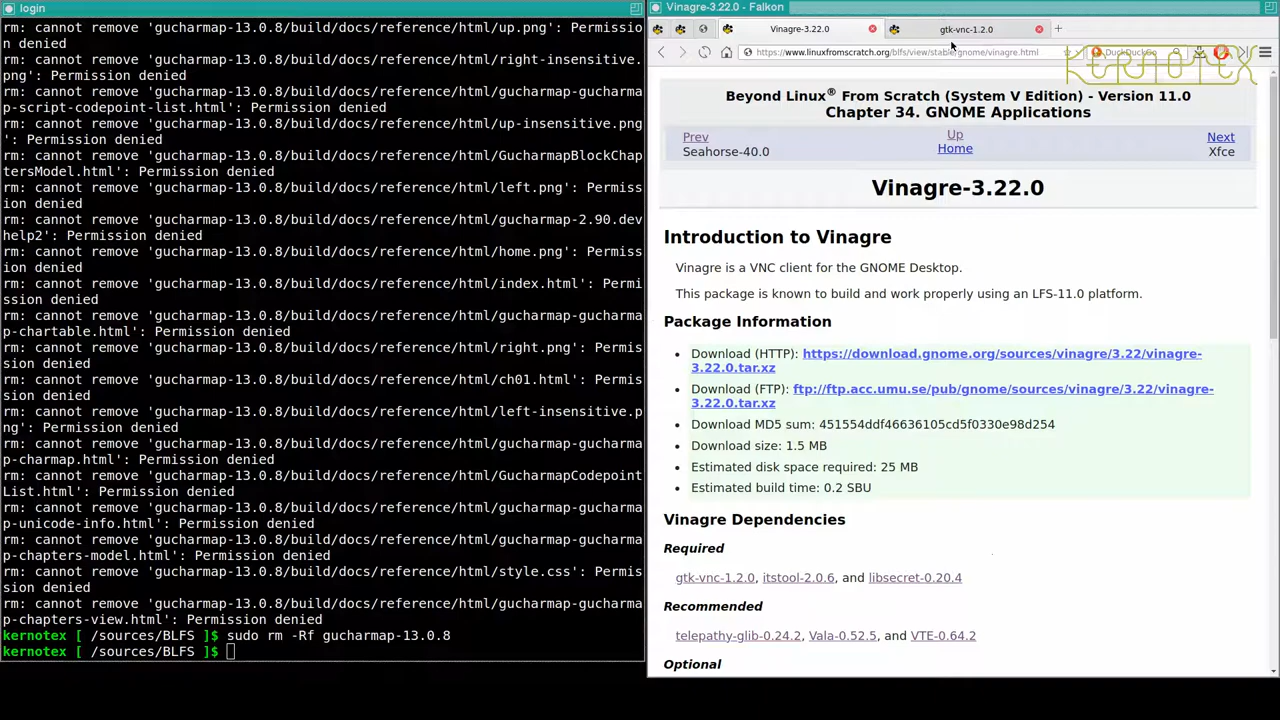 login
rm: cannot remove 'gucharmap-13.0.8/build/docs/reference/html/up.png': Permissio
n denied
rm: cannot remove 'gucharmap-13.0.8/build/docs/reference/html/right-insensitive.
png': Permission denied
rm: cannot remove 'gucharmap-13.0.8/build/docs/reference/html/gucharmap-gucharma
p-script-codepoint-list.html': Permission denied
rm: cannot remove 'gucharmap-13.0.8/build/docs/reference/html/up-insensitive.png
': Permission denied
rm: cannot remove 'gucharmap-13.0.8/build/docs/reference/html/GucharmapBlockChap
tersModel.html': Permission denied
rm: cannot remove 'gucharmap-13.0.8/build/docs/reference/html/left.png': Permiss
ion denied
rm: cannot remove 'gucharmap-13.0.8/build/docs/reference/html/gucharmap-2.90.dev
help2': Permission denied
rm: cannot remove 'gucharmap-13.0.8/build/docs/reference/html/home.png': Permiss
ion denied
rm: cannot remove 'gucharmap-13.0.8/build/docs/reference/html/index.html': Permi
ssion denied
rm: cannot remove 'gucharmap-13.0.8/build/docs/reference/html/gucharmap-gucharma
p-chartable.html': Permission denied
rm: cannot remove 'gucharmap-13.0.8/build/docs/reference/html/right.png': Permis
sion denied
rm: cannot remove 'gucharmap-13.0.8/build/docs/reference/html/ch01.html': Permis
sion denied
rm: cannot remove 'gucharmap-13.0.8/build/docs/reference/html/left-insensitive.p
ng': Permission denied
rm: cannot remove 'gucharmap-13.0.8/build/docs/reference/html/gucharmap-gucharma
p-charmap.html': Permission denied
rm: cannot remove 'gucharmap-13.0.8/build/docs/reference/html/GucharmapCodepoint
List.html': Permission denied
rm: cannot remove 'gucharmap-13.0.8/build/docs/reference/html/gucharmap-gucharma
p-unicode-info.html': Permission denied
rm: cannot remove 'gucharmap-13.0.8/build/docs/reference/html/gucharmap-gucharma
p-chapters-model.html': Permission denied
rm: cannot remove 'gucharmap-13.0.8/build/docs/reference/html/style.css': Permis
sion denied
rm: cannot remove 'gucharmap-13.0.8/build/docs/reference/html/gucharmap-gucharma
p-chapters-view.html': Permission denied
kernotex [ /sources/BLFS ]$ sudo rm -Rf gucharmap-13.0.8
kernotex [ /sources/BLFS ]$
Vinagre-3.22.0 - Falkon
Vinagre-3.22.0
gtk-vnc-1.2.0
https://www.linuxfromscratch.org/blfs/view/stable/gnome/vinagre.html
DuckDuckGo
KERNOTEX
Beyond Linux® From Scratch (System V Edition) - Version 11.0
Chapter 34. GNOME Applications
Prev Up Next
Seahorse-40.0 Home Xfce
Vinagre-3.22.0
Introduction to Vinagre
Vinagre is a VNC client for the GNOME Desktop.
This package is known to build and work properly using an LFS-11.0 platform.
Package Information
• Download (HTTP): https://download.gnome.org/sources/vinagre/3.22/vinagre-
3.22.0.tar.xz
• Download (FTP): ftp://ftp.acc.umu.se/pub/gnome/sources/vinagre/3.22/vinagre-
3.22.0.tar.xz
• Download MD5 sum: 451554ddf46636105cd5f0330e98d254
• Download size: 1.5 MB
• Estimated disk space required: 25 MB
• Estimated build time: 0.2 SBU
Vinagre Dependencies
Required
gtk-vnc-1.2.0, itstool-2.0.6, and libsecret-0.20.4
Recommended
telepathy-glib-0.24.2, Vala-0.52.5, and VTE-0.64.2
Optional